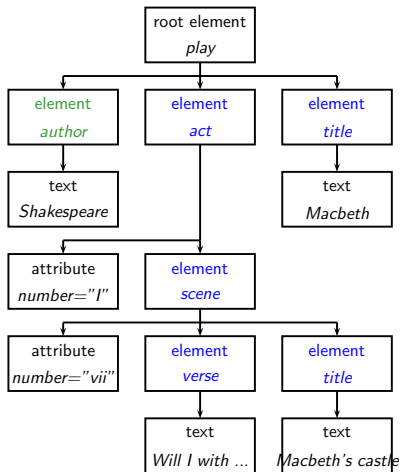 root element
play
element
author
element
act
element
title
text
Shakespeare
text
Macbeth
attribute
number="I"
element
scene
attribute
number="vii"
element
verse
element
title
text
Will I with ...
text
Macbeth's castle